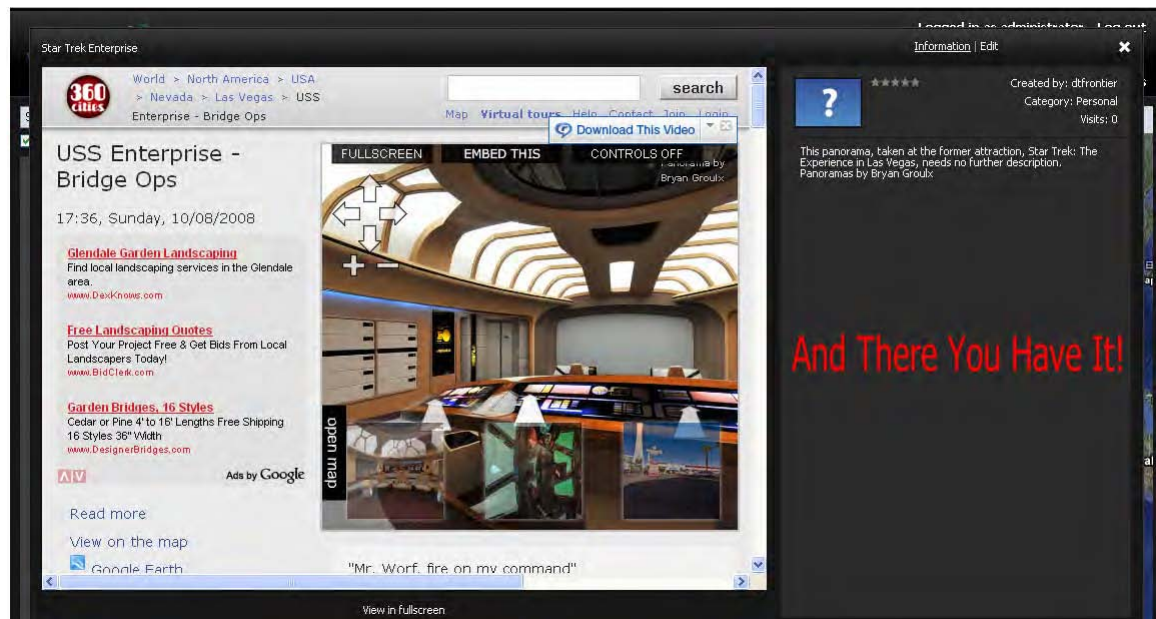 Logged in as administrator Log out
Star Trek Enterprise
Information | Edit
360 cities
World > North America > USA
> Nevada > Las Vegas > USS
Enterprise - Bridge Ops
search
Map Virtual tours Help Contact Join Login
Download This Video
USS Enterprise -
Bridge Ops
17:36, Sunday, 10/08/2008
Glendale Garden Landscaping
Find local landscaping services in the Glendale
area.
www.DexKnows.com
Free Landscaping Quotes
Post Your Project Free & Get Bids From Local
Landscapers Today!
www.BidClerk.com
Garden Bridges, 16 Styles
Cedar or Pine 4' to 16' Lengths Free Shipping
16 Styles 36" Width
www.DesignerBridges.com
Ads by Google
Read more
View on the map
Google Earth
FULLSCREEN EMBED THIS CONTROLS OFF
Panorama by
Bryan Groulx
open map
"Mr. Worf, fire on my command"
View in fullscreen
?
Created by: dtfrontier
Category: Personal
Visits: 0
This panorama, taken at the former attraction, Star Trek: The
Experience in Las Vegas, needs no further description.
Panoramas by Bryan Groulx
And There You Have It!